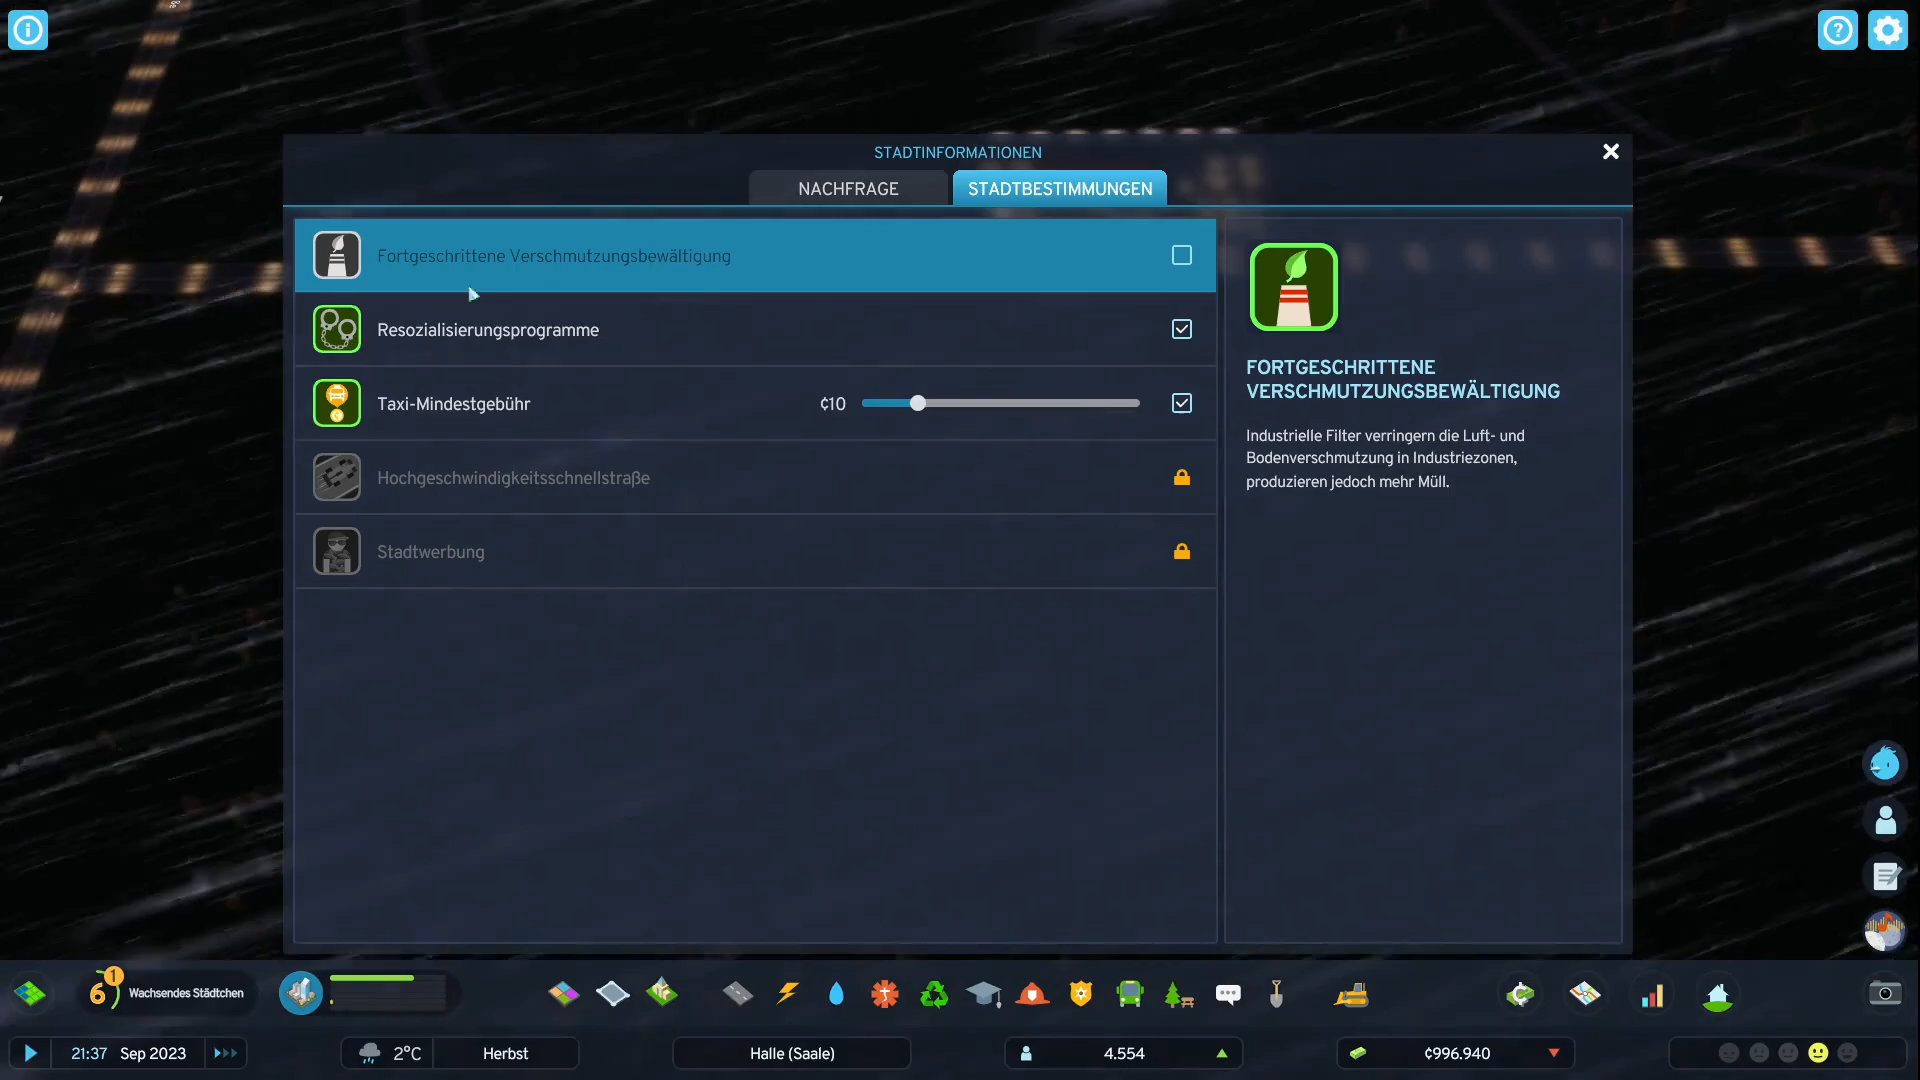 STADTINFORMATIONEN
NACHFRAGE
STADTBESTIMMUNGEN
Fortgeschrittene Verschmutzungsbewältigung
Resozialisierungsprogramme
Taxi-Mindestgebühr
¢10
Hochgeschwindigkeitsschnellstraße
Stadtwerbung
FORTGESCHRITTENE
VERSCHMUTZUNGSBEWÄLTIGUNG
Industrielle Filter verringern die Luft- und
Bodenverschmutzung in Industriezonen,
produzieren jedoch mehr Müll.
6
1
Wachsendes Städtchen
21:37
Sep 2023
2°C
Herbst
Halle (Saale)
4.554
¢996.940